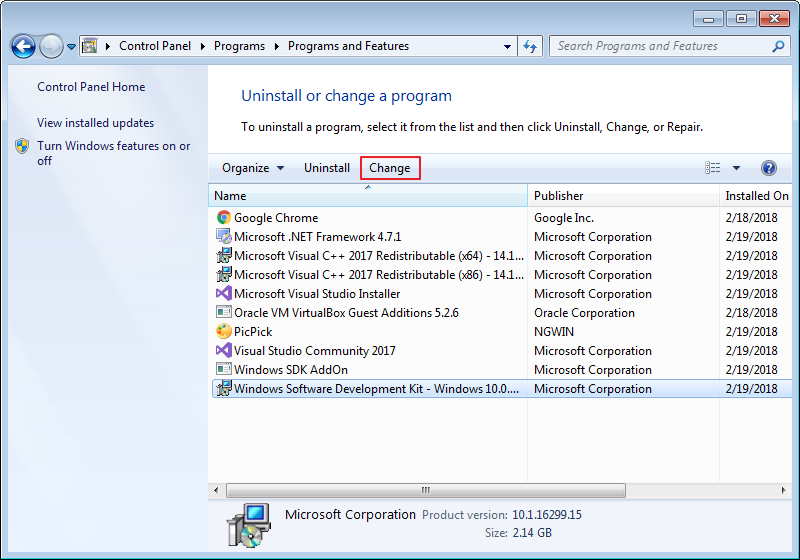 Control Panel Programs Programs and Features Search Programs and Features
Control Panel Home
View installed updates
Turn Windows features on or
off
Uninstall or change a program
To uninstall a program, select it from the list and then click Uninstall, Change, or Repair.
Organize Uninstall Change
Name Publisher Installed On
Google Chrome Google Inc. 2/18/2018
Microsoft .NET Framework 4.7.1 Microsoft Corporation 2/19/2018
Microsoft Visual C++ 2017 Redistributable (x64) - 14.1... Microsoft Corporation 2/19/2018
Microsoft Visual C++ 2017 Redistributable (x86) - 14.1... Microsoft Corporation 2/19/2018
Microsoft Visual Studio Installer Microsoft Corporation 2/19/2018
Oracle VM VirtualBox Guest Additions 5.2.6 Oracle Corporation 2/18/2018
PicPick NGWIN 2/19/2018
Visual Studio Community 2017 Microsoft Corporation 2/19/2018
Windows SDK AddOn Microsoft Corporation 2/19/2018
Windows Software Development Kit - Windows 10.0.... Microsoft Corporation 2/19/2018
Microsoft Corporation Product version: 10.1.16299.15
Size: 2.14 GB